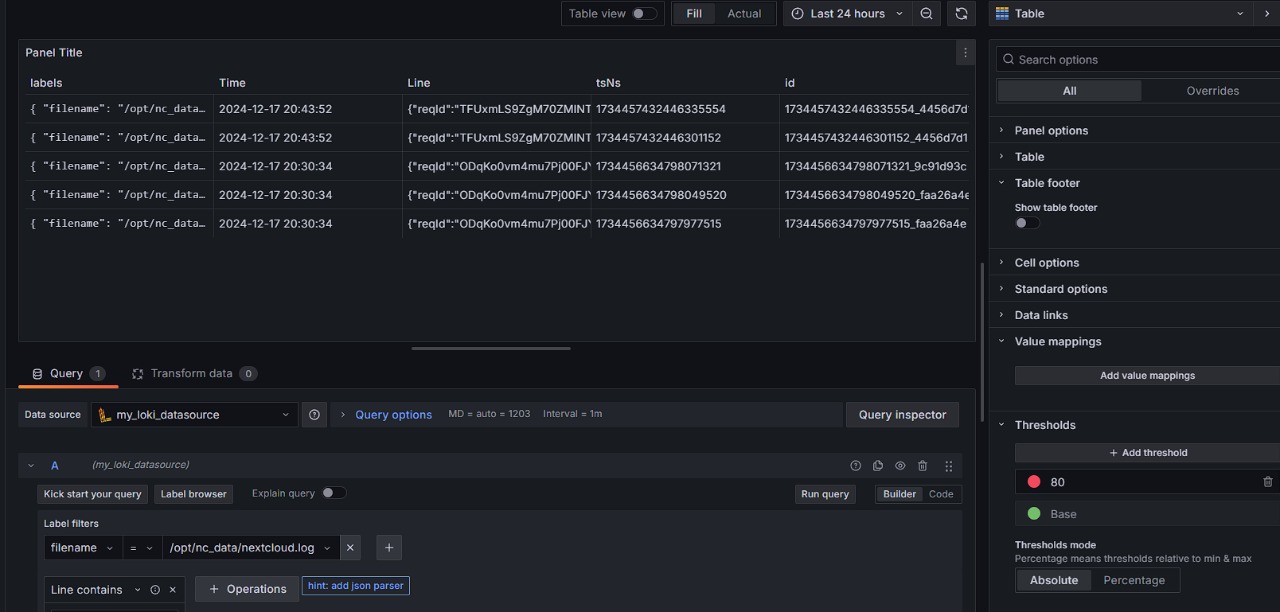 Table view Fill Actual Last 24 hours Table
Panel Title
Search options
labels Time Line tsNs id
All Overrides
{ "filename": "/opt/nc_data… 2024-12-17 20:43:52 {"reqId":"TFUxmLS9ZgM70ZMINT 1734457432446335554 1734457432446335554_4456d7d1
Panel options
{ "filename": "/opt/nc_data… 2024-12-17 20:43:52 {"reqId":"TFUxmLS9ZgM70ZMINT 1734457432446301152 1734457432446301152_4456d7d1
Table
{ "filename": "/opt/nc_data… 2024-12-17 20:30:34 {"reqId":"ODqKo0vm4mu7Pj00FJY 1734456634798071321 1734456634798071321_9c91d93c
Table footer
{ "filename": "/opt/nc_data… 2024-12-17 20:30:34 {"reqId":"ODqKo0vm4mu7Pj00FJY 1734456634798049520 1734456634798049520_faa26a4e
Show table footer
{ "filename": "/opt/nc_data… 2024-12-17 20:30:34 {"reqId":"ODqKo0vm4mu7Pj00FJY 1734456634797977515 1734456634797977515_faa26a4e
Cell options
Standard options
Data links
Value mappings
Query 1 Transform data 0
Add value mappings
Data source my_loki_datasource Query options MD = auto = 1203 Interval = 1m Query inspector
Thresholds
+ Add threshold
A (my_loki_datasource)
80
Kick start your query Label browser Explain query Run query Builder Code
Base
Label filters
filename = /opt/nc_data/nextcloud.log
Thresholds mode
Percentage means thresholds relative to min & max
Absolute Percentage
Line contains + Operations hint: add json parser